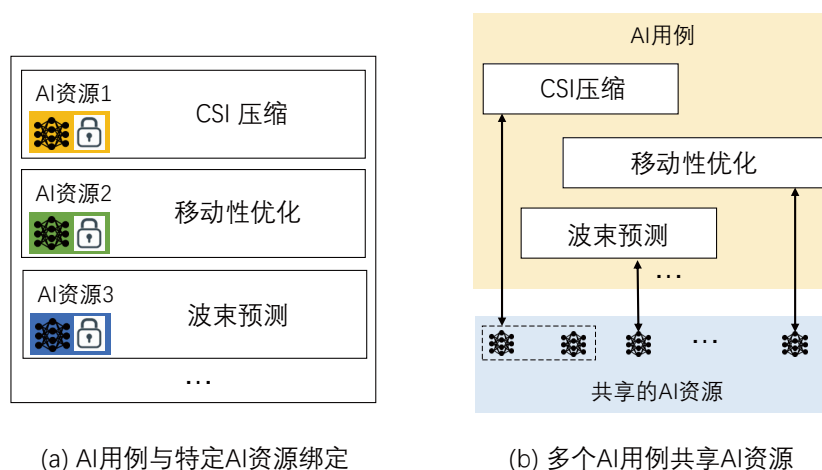 AI资源1
CSI 压缩
AI资源2
移动性优化
AI资源3
波束预测
...
(a) AI用例与特定AI资源绑定
AI用例
CSI压缩
移动性优化
波束预测
...
...
共享的AI资源
(b) 多个AI用例共享AI资源